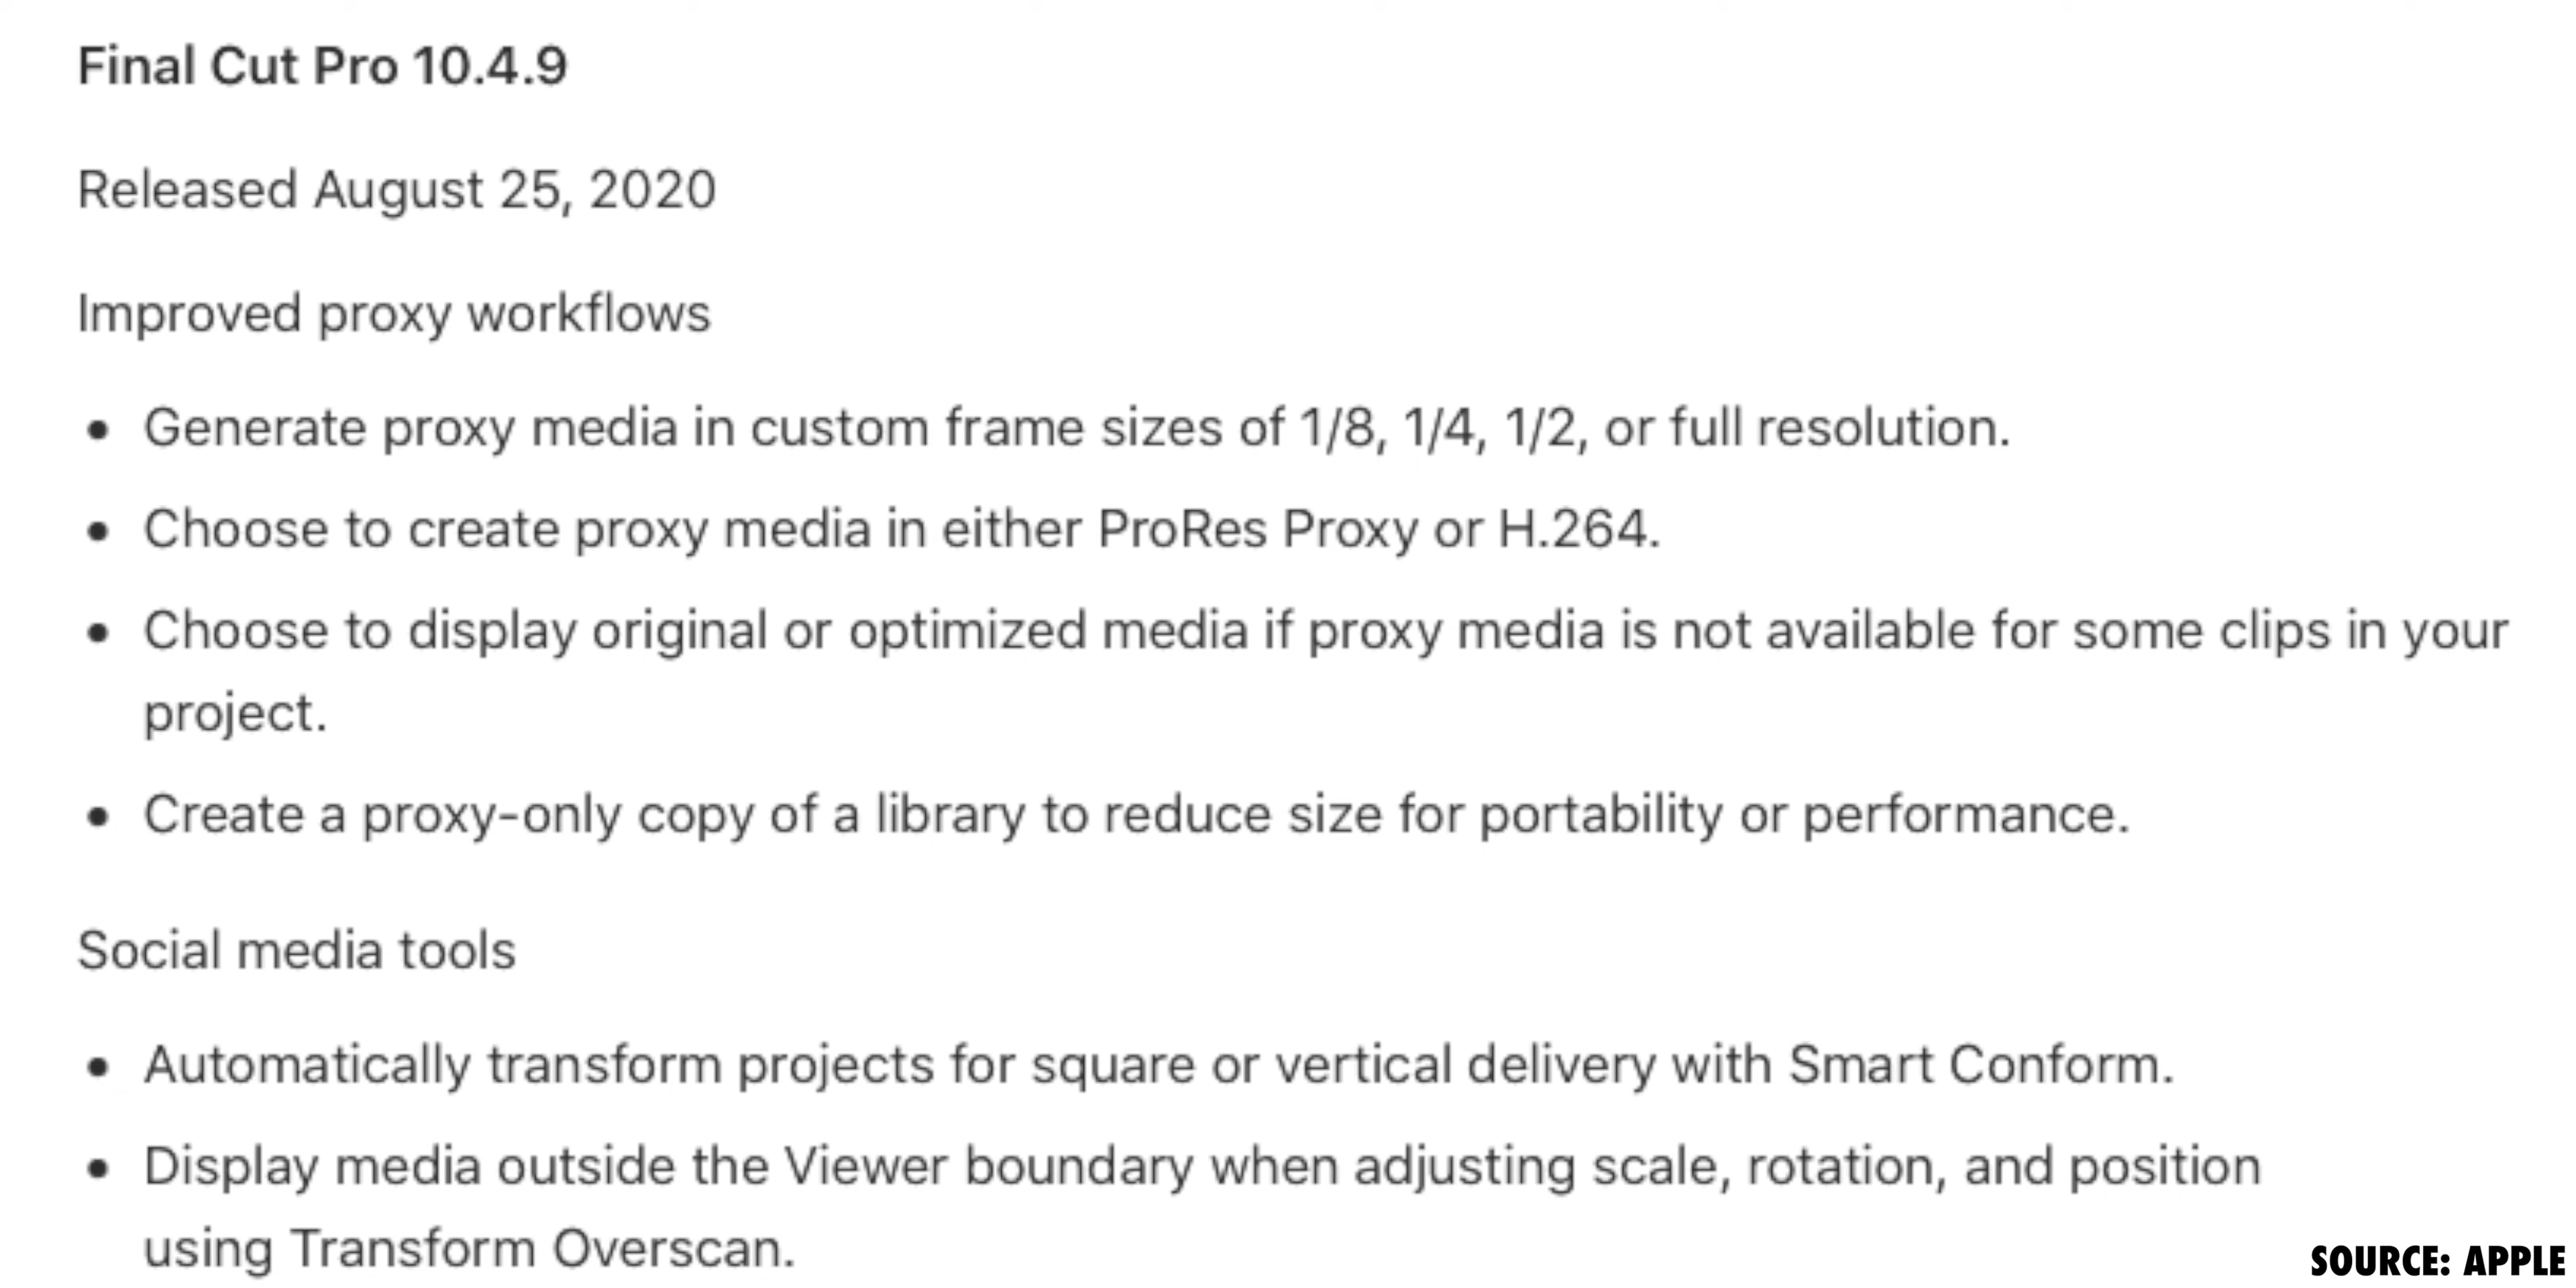 Final Cut Pro 10.4.9
Released August 25, 2020
Improved proxy workflows
• Generate proxy media in custom frame sizes of 1/8, 1/4, 1/2, or full resolution.
• Choose to create proxy media in either ProRes Proxy or H.264.
• Choose to display original or optimized media if proxy media is not available for some clips in your
project.
• Create a proxy-only copy of a library to reduce size for portability or performance.
Social media tools
• Automatically transform projects for square or vertical delivery with Smart Conform.
• Display media outside the Viewer boundary when adjusting scale, rotation, and position
using Transform Overscan.
SOURCE: APPLE